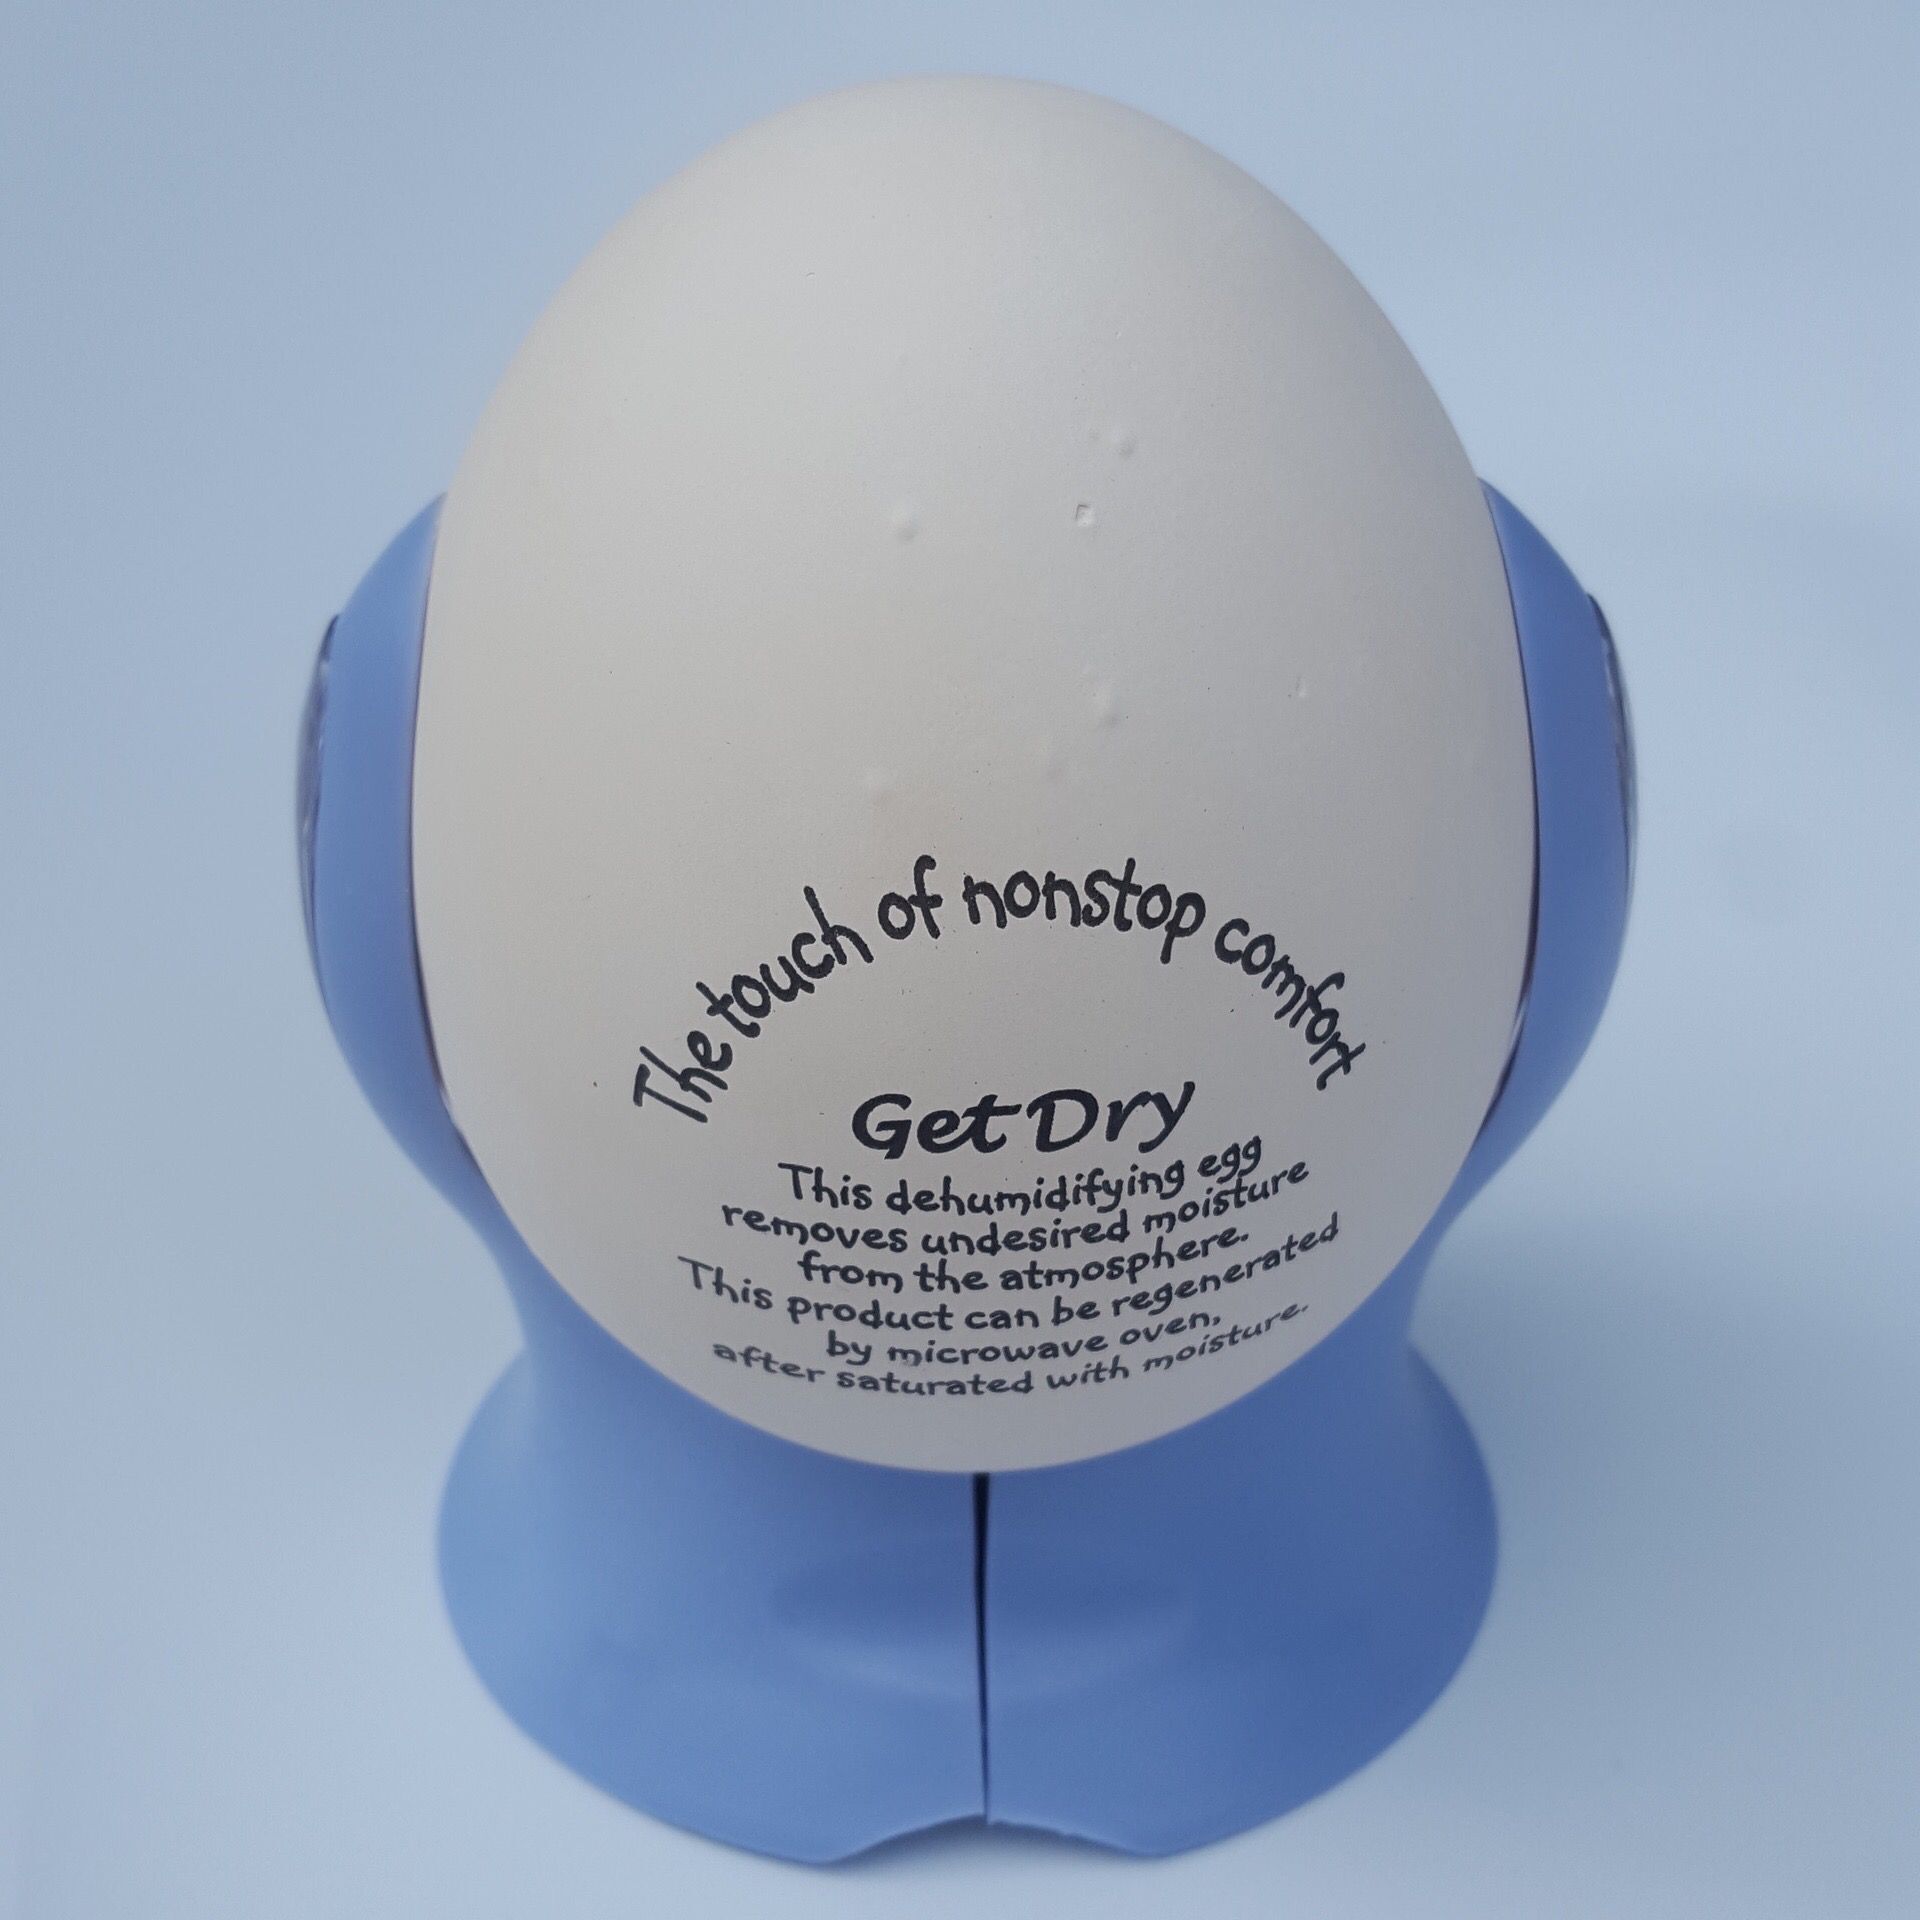 The touch of nonstop comfort
Get Dry
This dehumidifying egg
removes undesired moisture
from the atmosphere.
This product can be regenerated
by microwave oven,
after saturated with moisture.